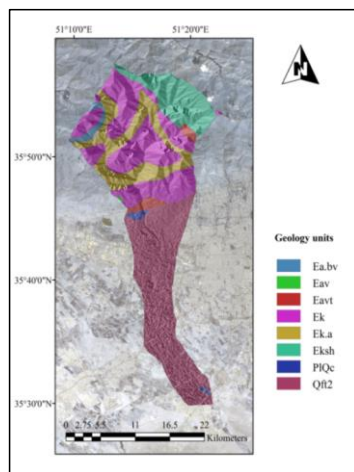 51°10'0"E 51°20'0"E
N
35°50'0"N
35°40'0"N
35°30'0"N
Geology units
Ea.bv
Eav
Eavt
Ek
Ek.a
Eksh
PlQc
Qft2
0 2.75 5.5 11 16.5 22
Kilometers